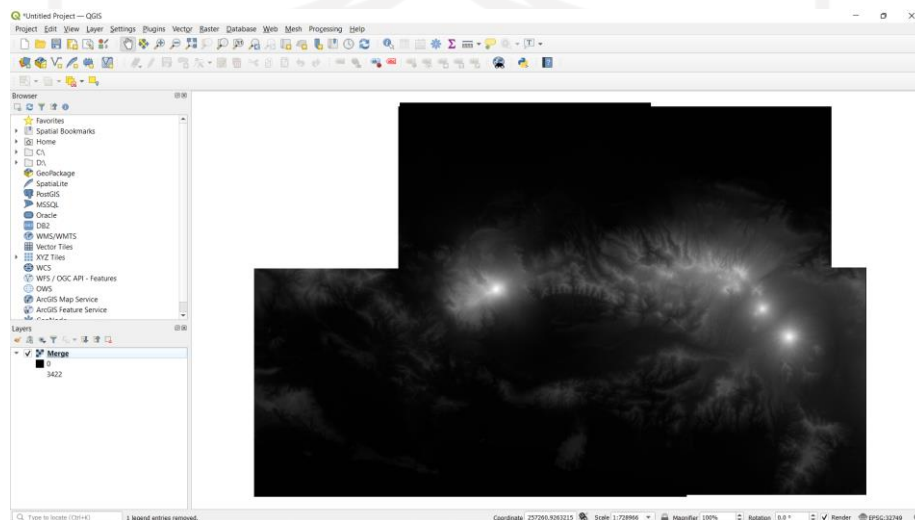 *Untitled Project — QGIS
Project Edit View Layer Settings Plugins Vector Raster Database Web Mesh Processing Help
Browser
Favorites
Spatial Bookmarks
Home
C:\
D:\
GeoPackage
SpatiaLite
PostGIS
MSSQL
Oracle
DB2
WMS/WMTS
Vector Tiles
XYZ Tiles
WCS
WFS / OGC API - Features
OWS
ArcGIS Map Service
ArcGIS Feature Service
Layers
Merge
0
3422
Type to locate (Ctrl+K) 1 legend entries removed. Coordinate 257260,9263215 Scale 1:728966 Magnifier 100% Rotation 0.0 ° Render EPSG:32749